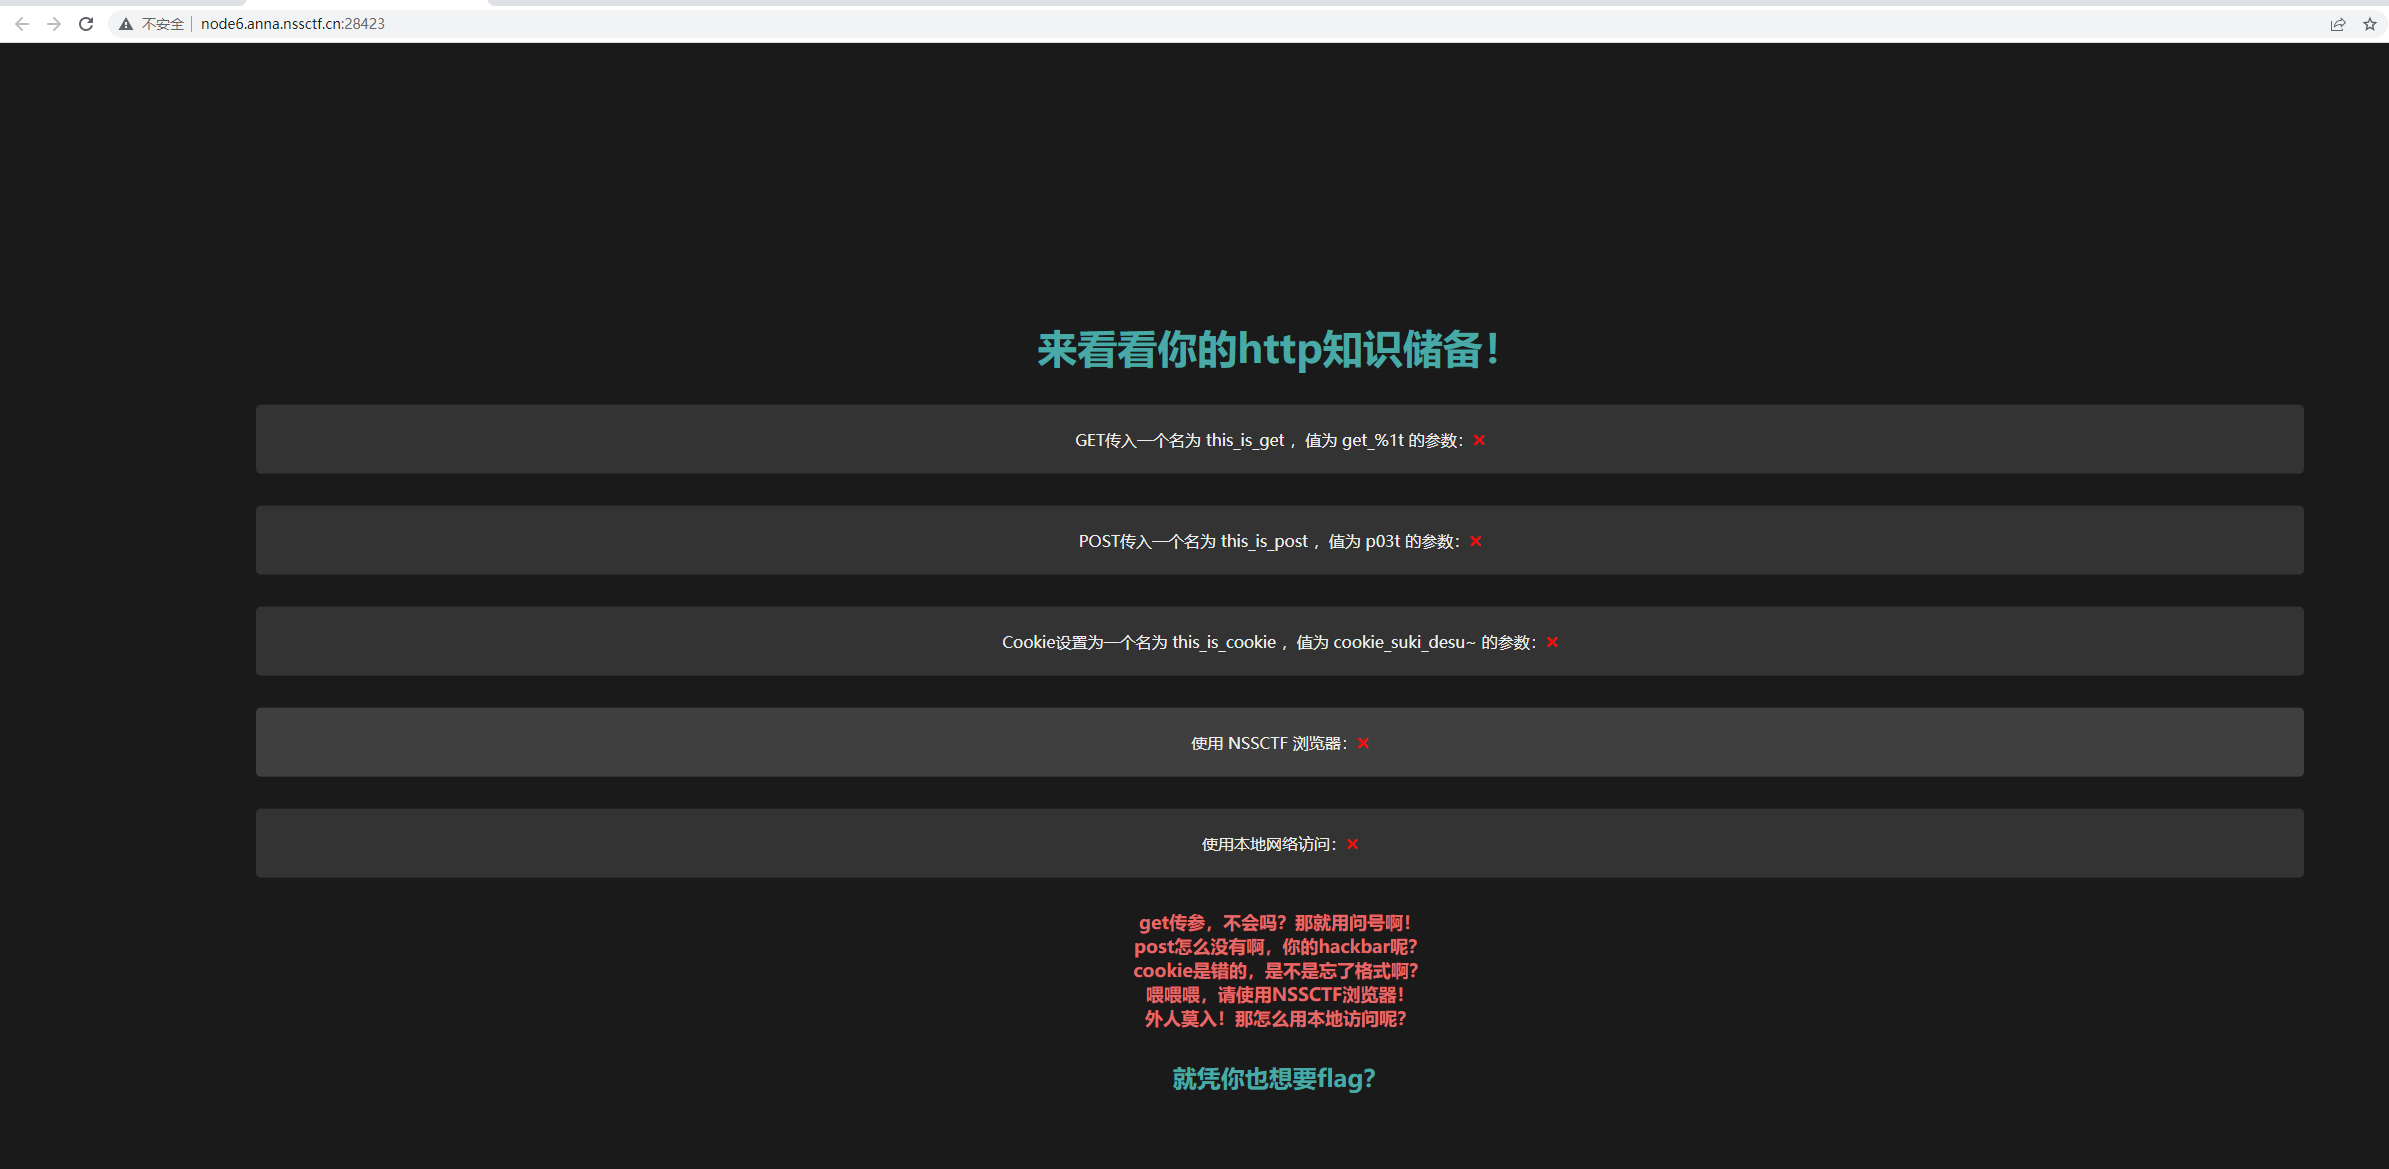 不安全 | node6.anna.nssctf.cn:28423
来看看你的http知识储备！
GET传入一个名为 this_is_get ，值为 get_%1t 的参数：❌
POST传入一个名为 this_is_post ，值为 p03t 的参数：❌
Cookie设置为一个名为 this_is_cookie ，值为 cookie_suki_desu~ 的参数：❌
使用 NSSCTF 浏览器：❌
使用本地网络访问：❌
get传参，不会吗？那就用问号啊！
post怎么没有啊，你的hackbar呢？
cookie是错的，是不是忘了格式啊？
喂喂喂，请使用NSSCTF浏览器！
外人莫入！那怎么用本地访问呢？
就凭你也想要flag？